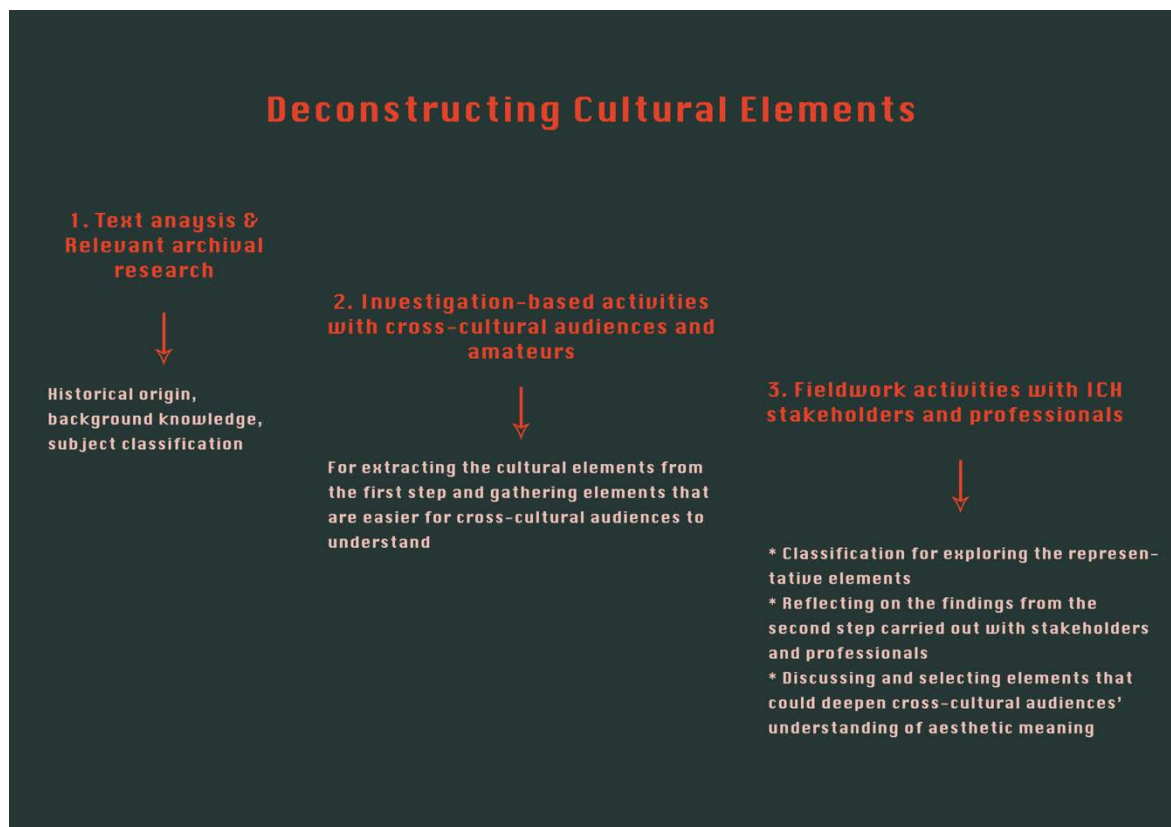 Deconstructing Cultural Elements
1. Text anaysis &
Relevant archival
research
Historical origin,
background knowledge,
subject classification
2. Investigation-based activities
with cross-cultural audiences and
amateurs
For extracting the cultural elements from
the first step and gathering elements that
are easier for cross-cultural audiences to
understand
3. Fieldwork activities with ICH
stakeholders and professionals
* Classification for exploring the represen-
tative elements
* Reflecting on the findings from the
second step carried out with stakeholders
and professionals
* Discussing and selecting elements that
could deepen cross-cultural audiences’
understanding of aesthetic meaning